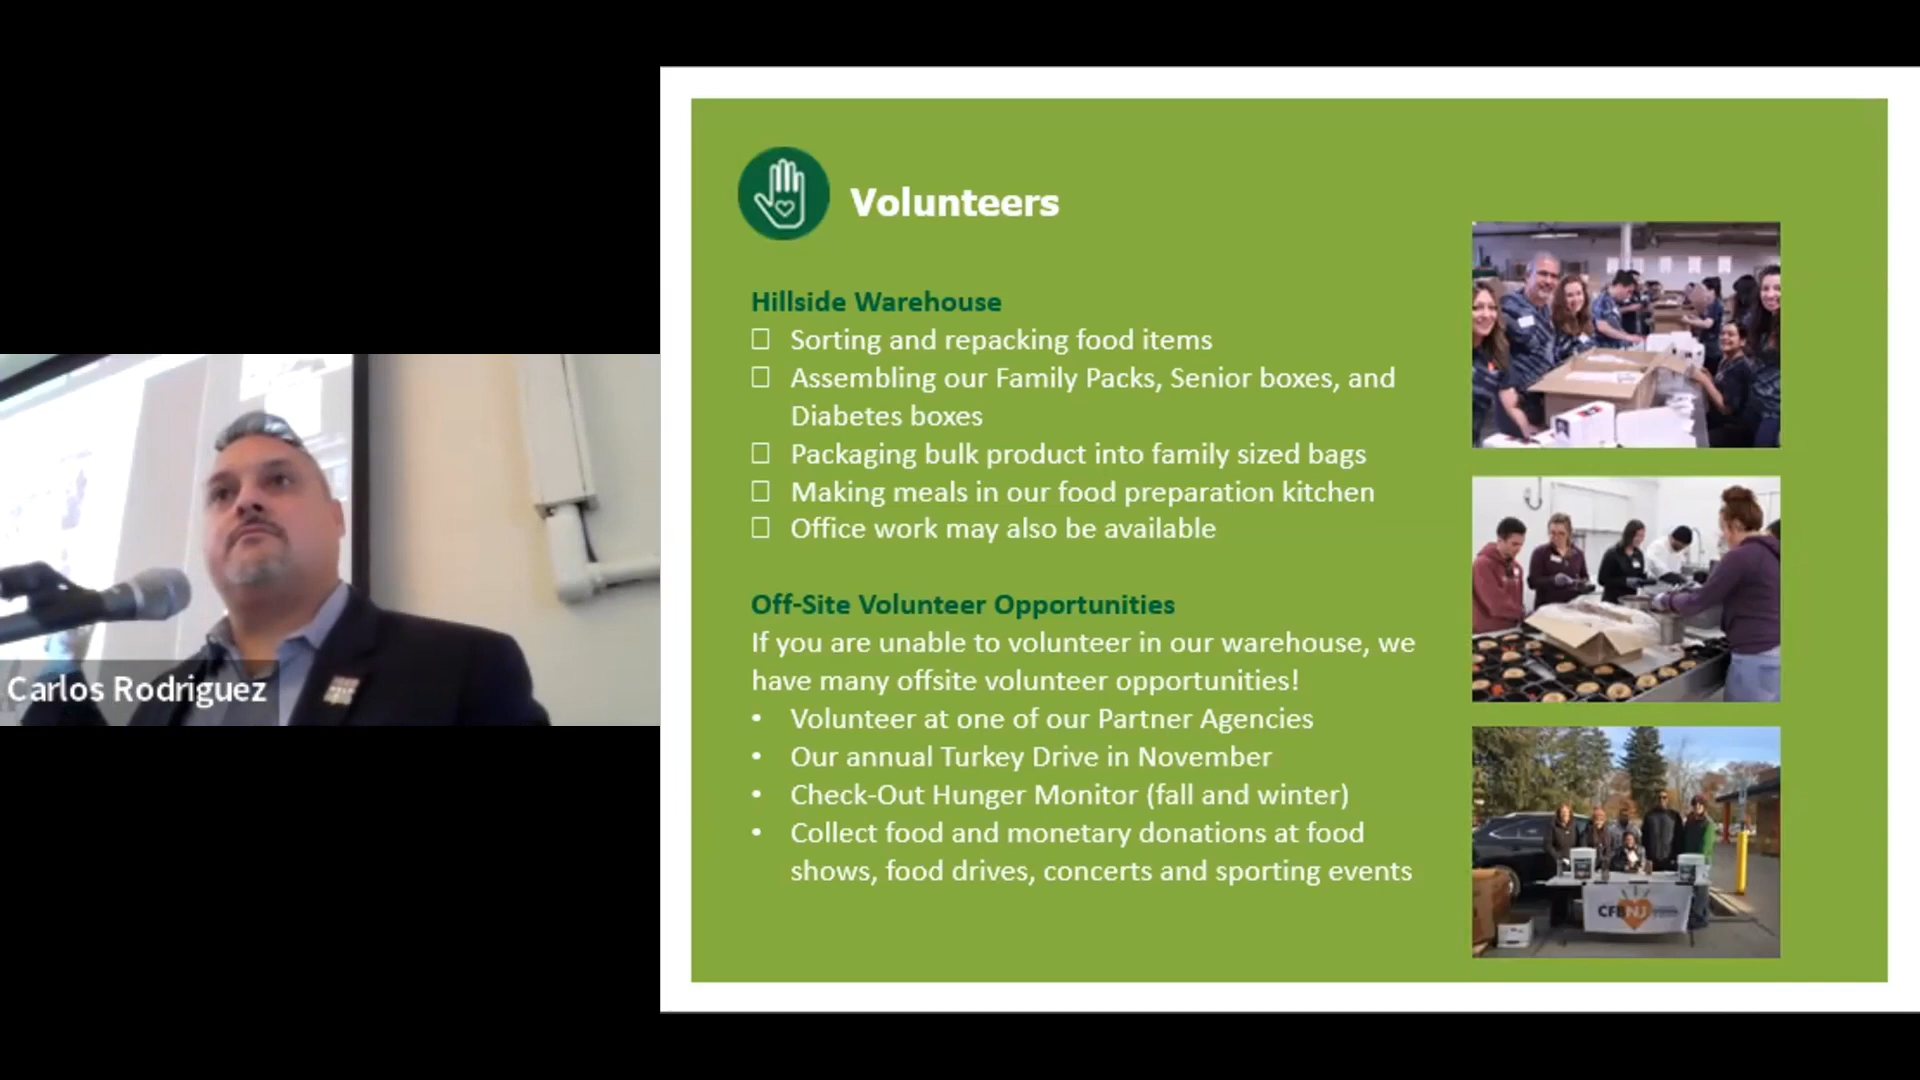 Volunteers
Hillside Warehouse
Sorting and repacking food items
Assembling our Family Packs, Senior boxes, and
Diabetes boxes
Packaging bulk product into family sized bags
Making meals in our food preparation kitchen
Office work may also be available
Off-Site Volunteer Opportunities
If you are unable to volunteer in our warehouse, we
have many offsite volunteer opportunities!
• Volunteer at one of our Partner Agencies
• Our annual Turkey Drive in November
• Check-Out Hunger Monitor (fall and winter)
• Collect food and monetary donations at food
shows, food drives, concerts and sporting events
Carlos Rodriguez
CFBNJ